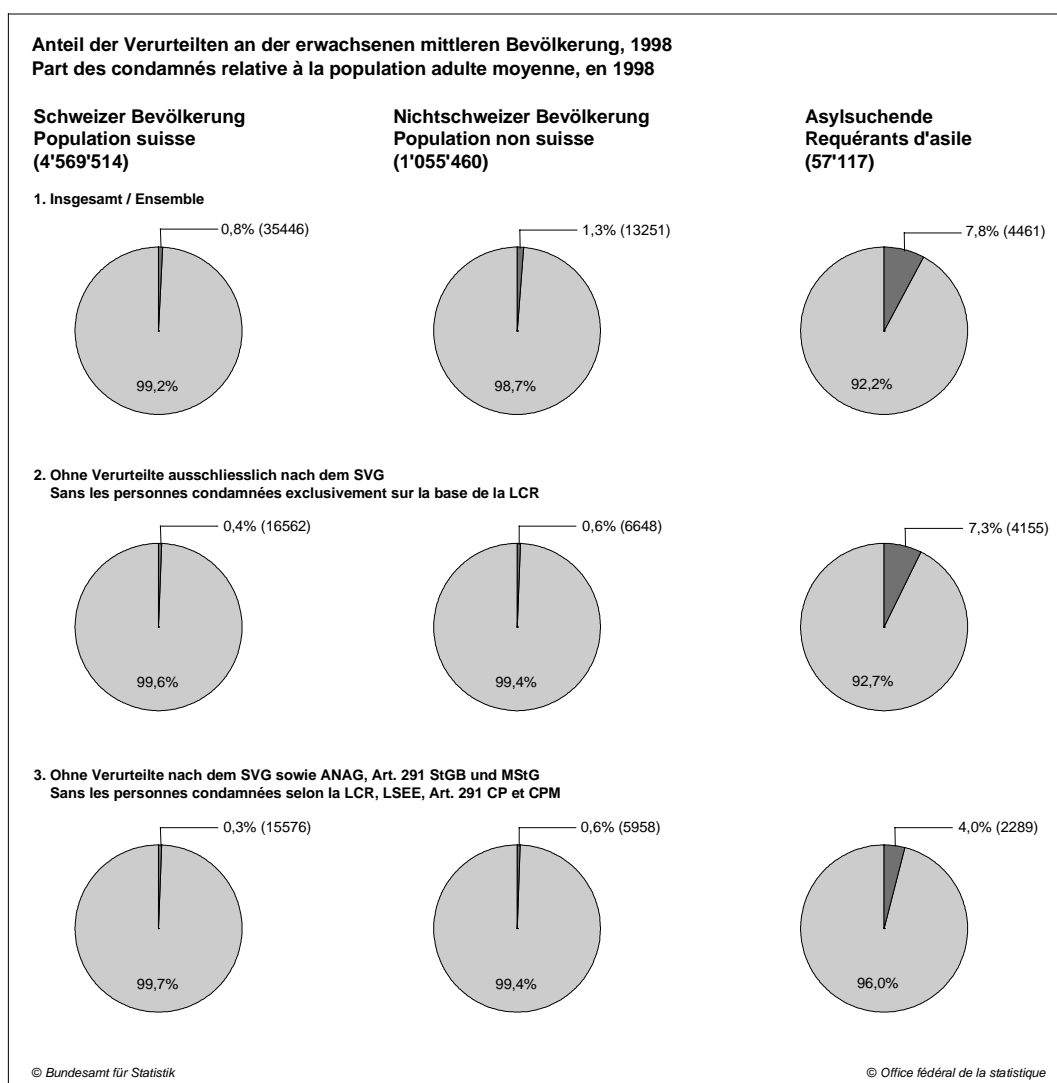 Anteil der Verurteilten an der erwachsenen mittleren Bevölkerung, 1998
Part des condamnés relative à la population adulte moyenne, en 1998
Schweizer Bevölkerung
Population suisse
(4'569'514)
Nichtschweizer Bevölkerung
Population non suisse
(1'055'460)
Asylsuchende
Requérants d'asile
(57'117)
1. Insgesamt / Ensemble
0,8% (35446)
99,2%
1,3% (13251)
98,7%
7,8% (4461)
92,2%
2. Ohne Verurteilte ausschliesslich nach dem SVG
Sans les personnes condamnées exclusivement sur la base de la LCR
0,4% (16562)
99,6%
0,6% (6648)
99,4%
7,3% (4155)
92,7%
3. Ohne Verurteilte nach dem SVG sowie ANAG, Art. 291 StGB und MStG
Sans les personnes condamnées selon la LCR, LSEE, Art. 291 CP et CPM
0,3% (15576)
99,7%
0,6% (5958)
99,4%
4,0% (2289)
96,0%
© Bundesamt für Statistik
© Office fédéral de la statistique